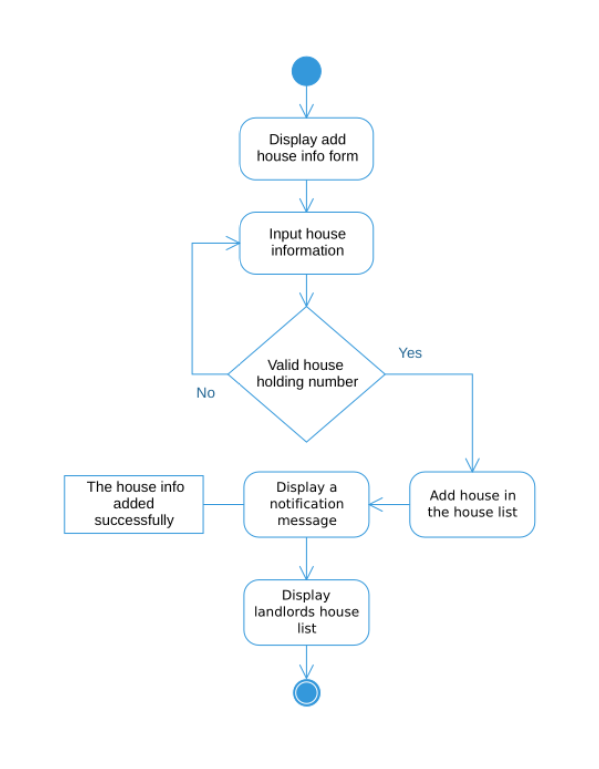 Display add
house info form
Input house
information
Valid house
holding number
Yes
No
The house info
added
successfully
Display a
notification
message
Add house in
the house list
Display
landlords house
list